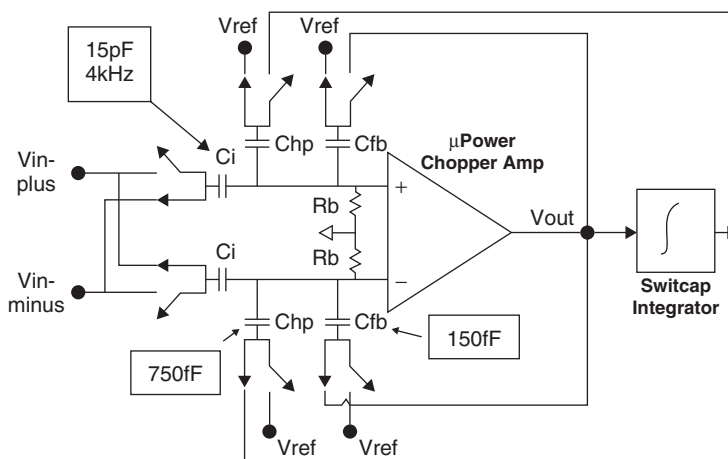 Vref
Vref
15pF
4kHz
Chp
Cfb
µPower
Chopper Amp
Ci
Vin-
plus
Rb
+
Vout
Ci
Rb
−
Vin-
minus
Switcap
Integrator
Chp
Cfb
150fF
750fF
Vref
Vref